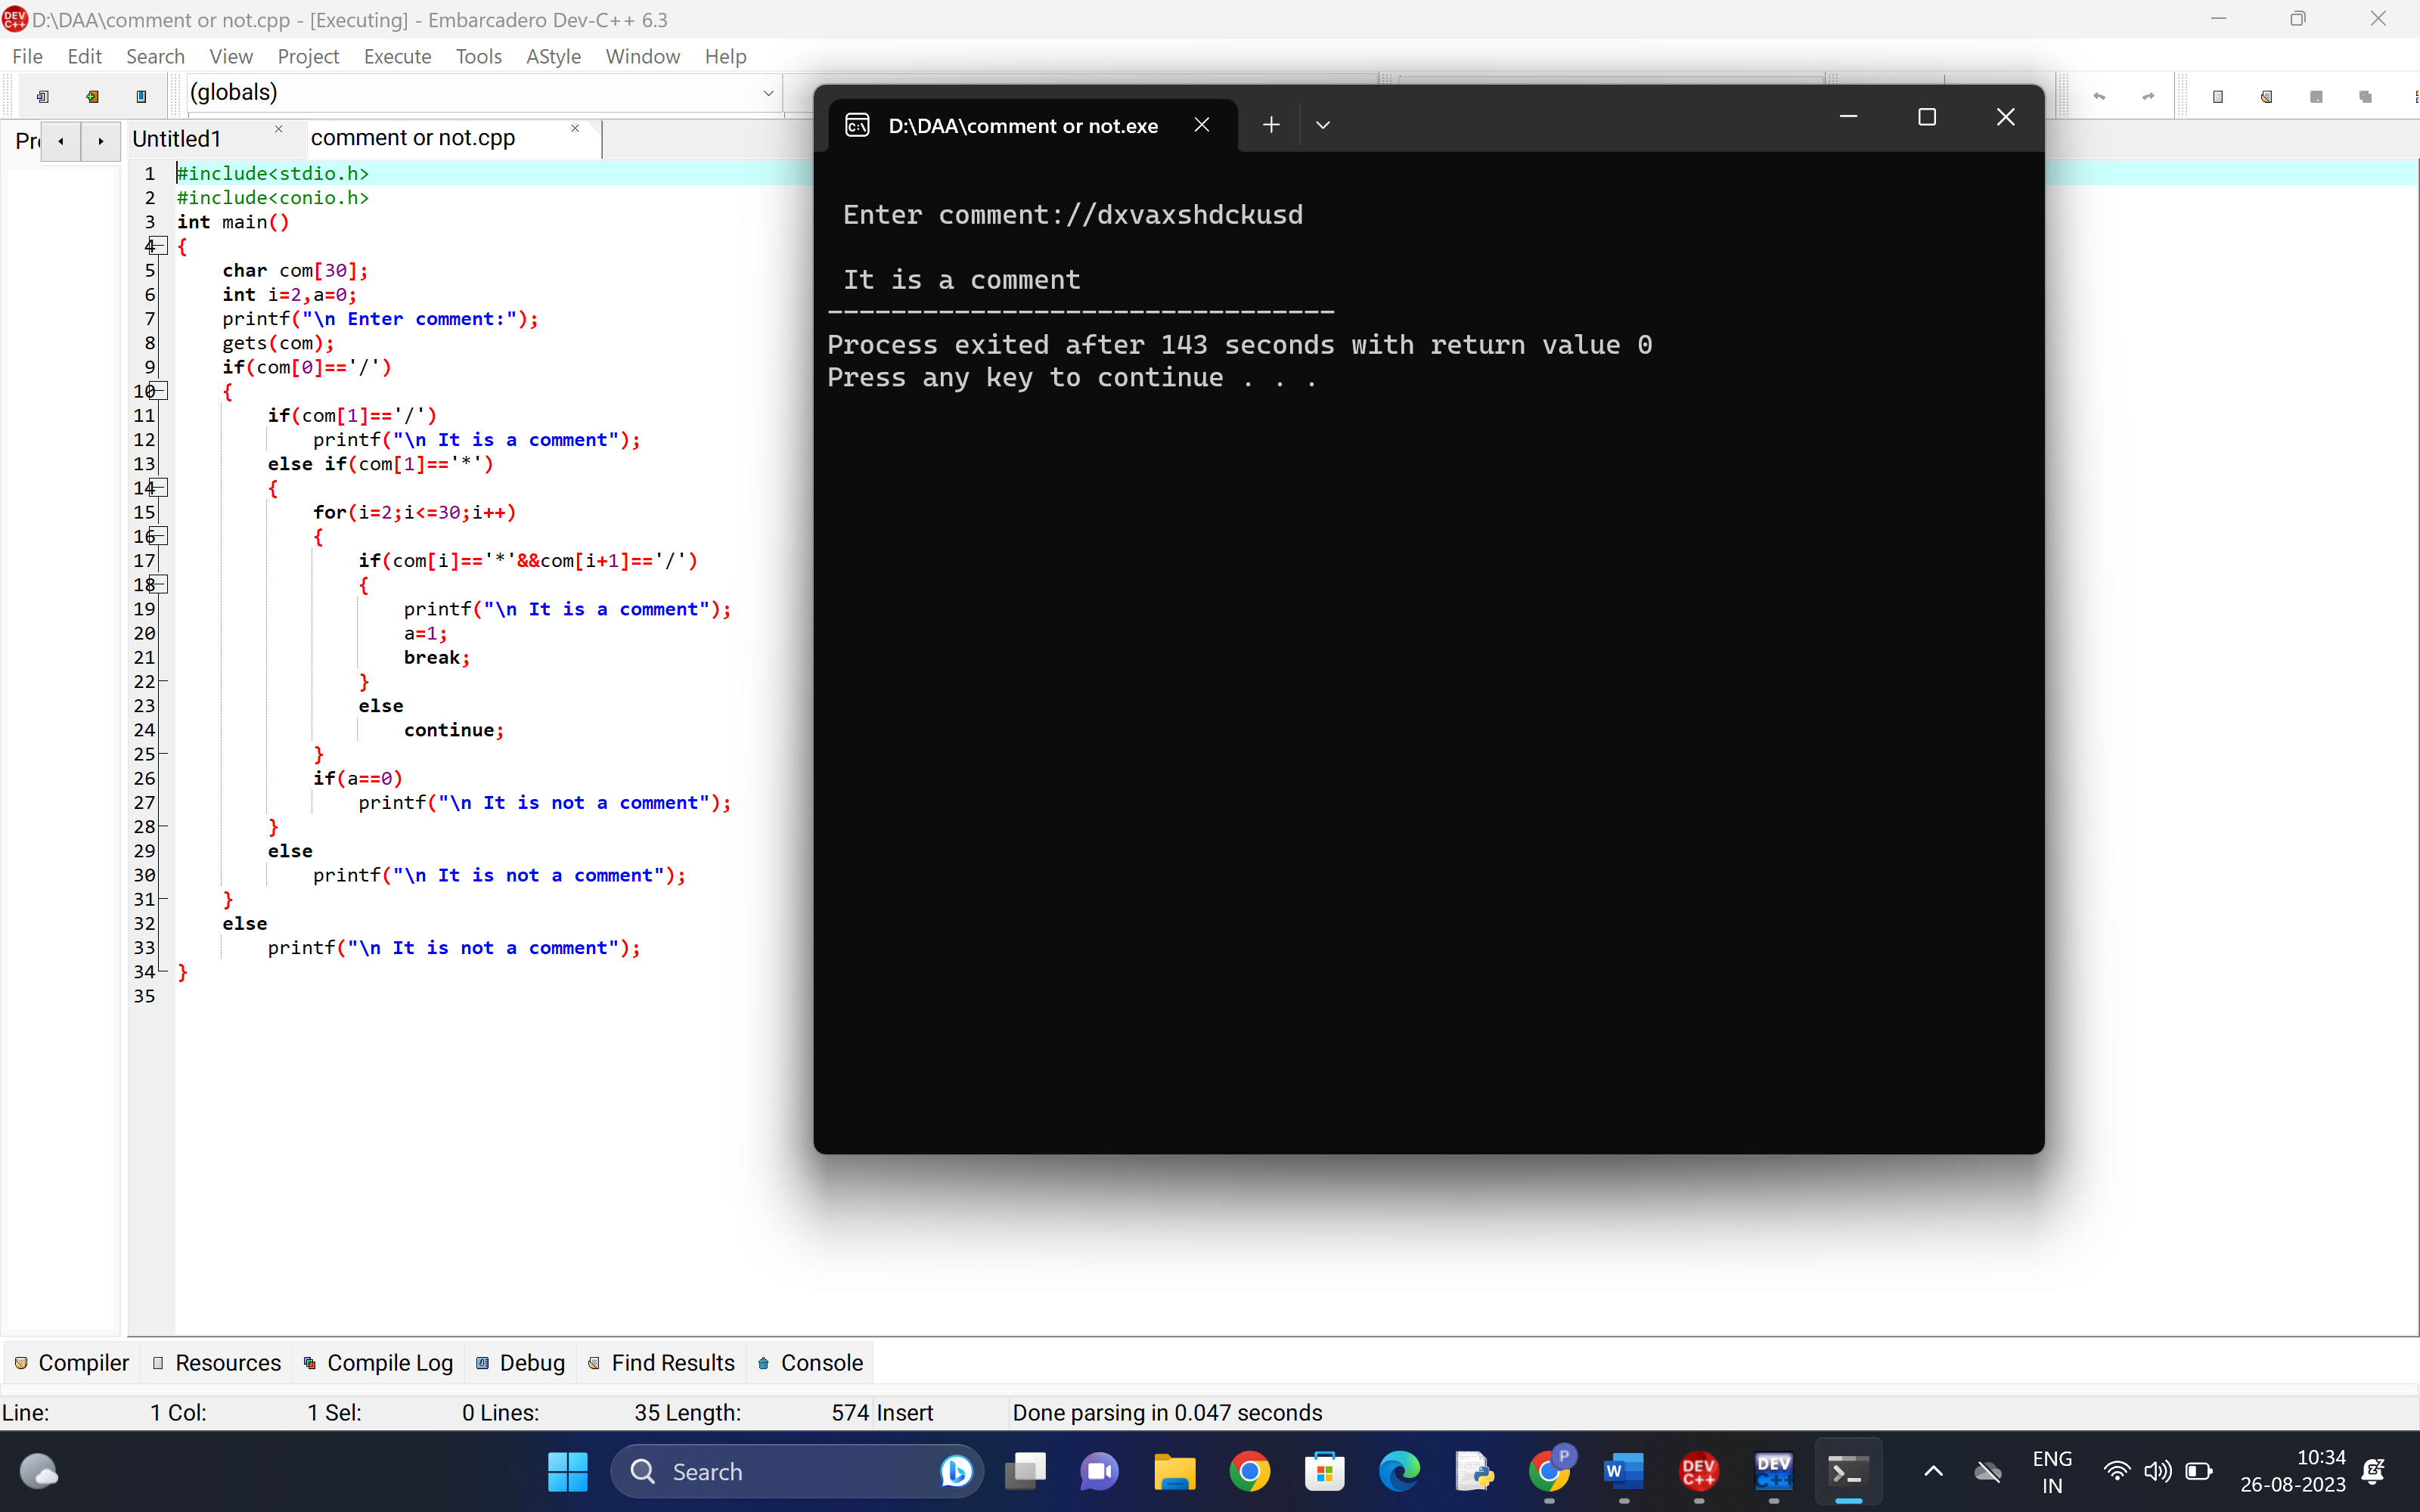 D:\DAA\comment or not.cpp - [Executing] - Embarcadero Dev-C++ 6.3
File Edit Search View Project Execute Tools AStyle Window Help
(globals)
Untitled1 comment or not.cpp
1 #include<stdio.h>
2 #include<conio.h>
3 int main()
4 {
5 char com[30];
6 int i=2,a=0;
7 printf("\n Enter comment:");
8 gets(com);
9 if(com[0]=='/')
10 {
11 if(com[1]=='/')
12 printf("\n It is a comment");
13 else if(com[1]=='*')
14 {
15 for(i=2;i<=30;i++)
16 {
17 if(com[i]=='*'&&com[i+1]=='/')
18 {
19 printf("\n It is a comment");
20 a=1;
21 break;
22 }
23 else
24 continue;
25 }
26 if(a==0)
27 printf("\n It is not a comment");
28 }
29 else
30 printf("\n It is not a comment");
31 }
32 else
33 printf("\n It is not a comment");
34 }
35
D:\DAA\comment or not.exe
Enter comment://dxvaxshdckusd
It is a comment
--------------------------------
Process exited after 143 seconds with return value 0
Press any key to continue . . .
Compiler Resources Compile Log Debug Find Results Console
Line: 1 Col: 1 Sel: 0 Lines: 35 Length: 574 Insert Done parsing in 0.047 seconds
Search
ENG
IN
10:34
26-08-2023